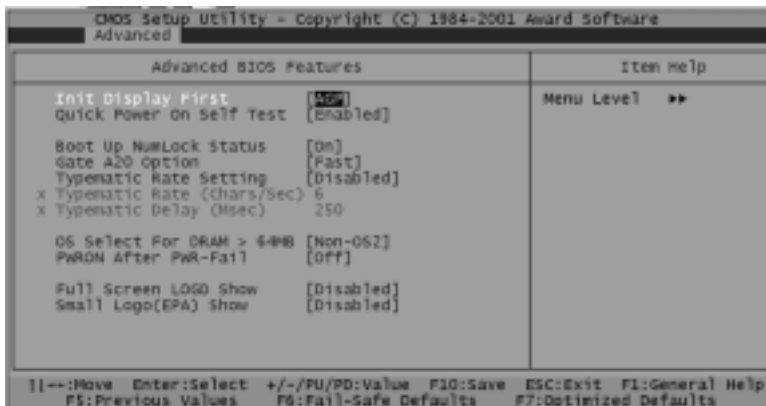 CMOS Setup Utility - Copyright (C) 1984-2001 Award Software
Advanced
Advanced BIOS Features
Item Help
Init Display First [AGP]
Menu Level ▶▶
Quick Power On Self Test [Enabled]
Boot Up NumLock Status [On]
Gate A20 Option [Fast]
Typematic Rate Setting [Disabled]
x Typematic Rate (Chars/Sec) 6
x Typematic Delay (Msec) 250
OS Select For DRAM > 64MB [Non-OS2]
PWRON After PWR-Fail [Off]
Full Screen LOGO Show [Disabled]
Small Logo(EPA) Show [Disabled]
:Move Enter:Select +/-/PU/PD:Value F10:Save ESC:Exit F1:General Help
F5:Previous Values F6:Fail-Safe Defaults F7:Optimized Defaults